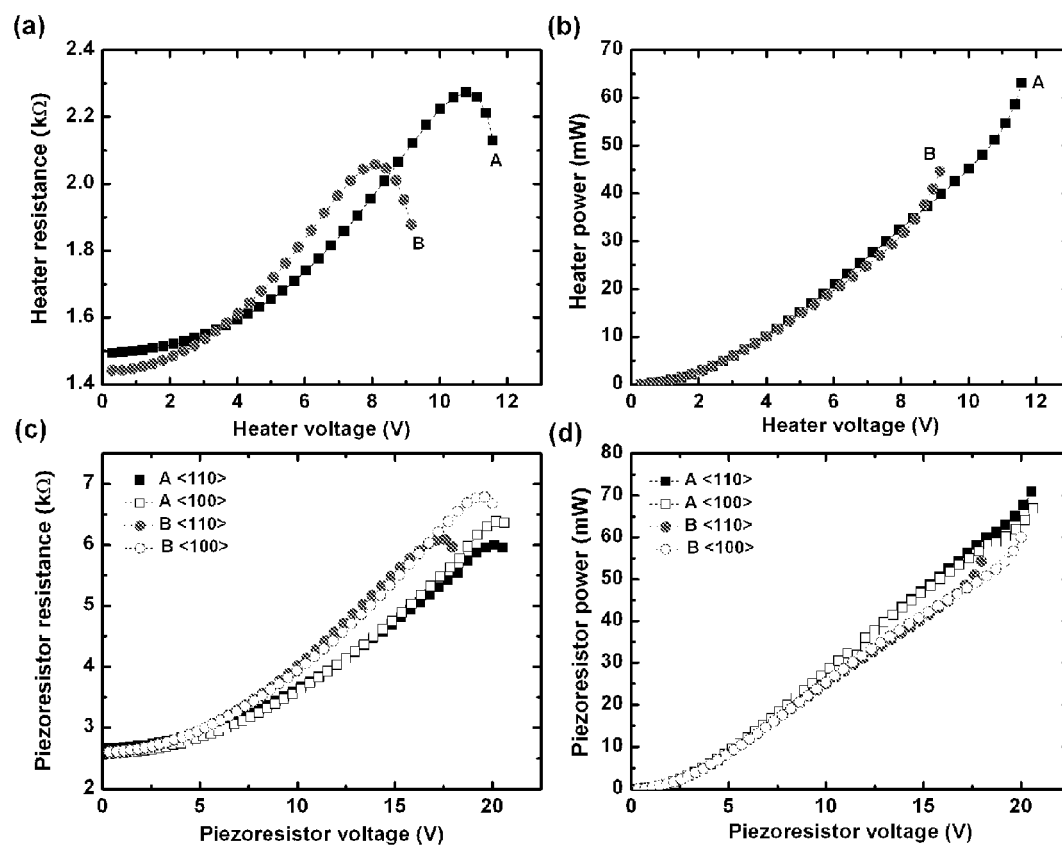 (a)
2.4
2.2
2.0
1.8
1.6
1.4
Heater resistance (kΩ)
A
B
0 2 4 6 8 10 12
Heater voltage (V)
(b)
70
60
50
40
30
20
10
0
Heater power (mW)
A
B
0 2 4 6 8 10 12
Heater voltage (V)
(c)
7
6
5
4
3
2
Piezoresistor resistance (kΩ)
A <110>
A <100>
B <110>
B <100>
0 5 10 15 20
Piezoresistor voltage (V)
(d)
80
70
60
50
40
30
20
10
0
Piezoresistor power (mW)
A <110>
A <100>
B <110>
B <100>
0 5 10 15 20
Piezoresistor voltage (V)